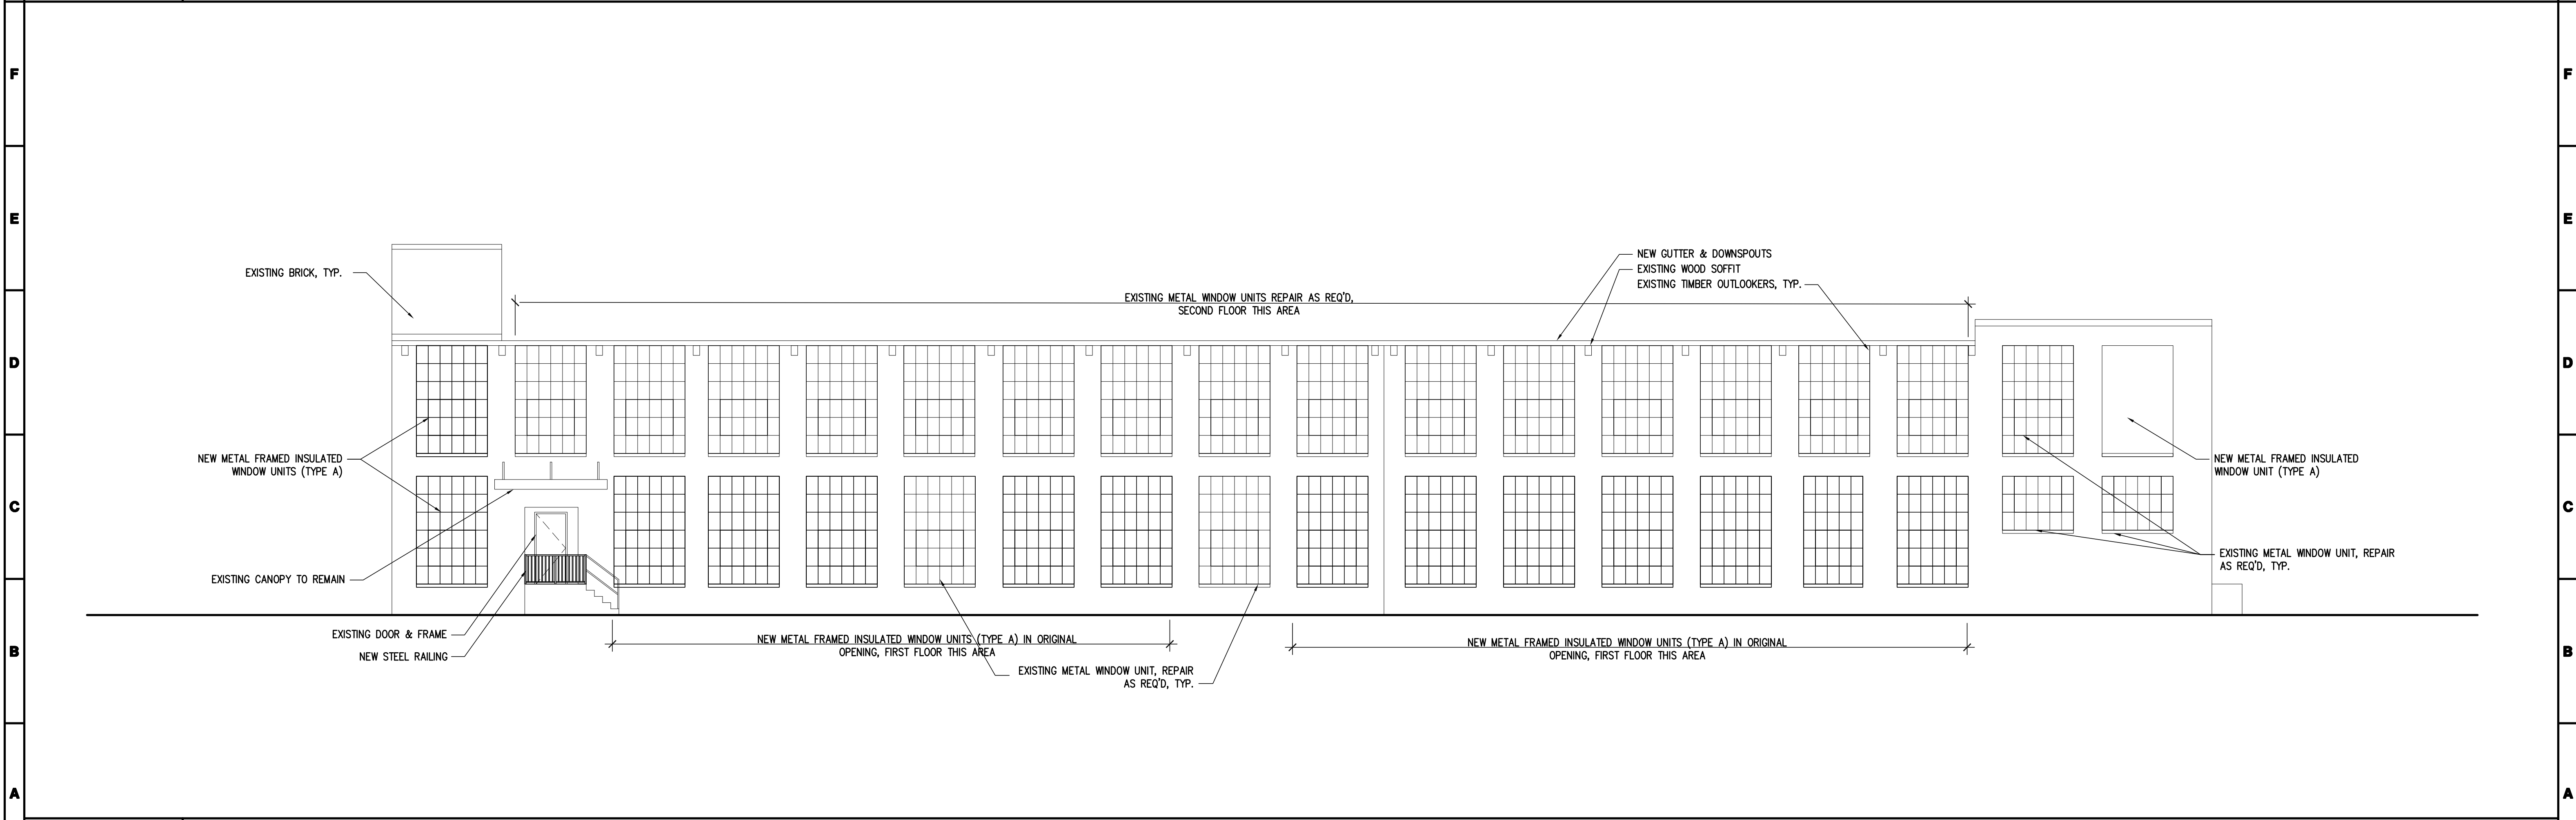 F
F
E
E
NEW GUTTER & DOWNSPOUTS
EXISTING WOOD SOFFIT
EXISTING TIMBER OUTLOOKERS, TYP.
EXISTING BRICK, TYP.
EXISTING METAL WINDOW UNITS REPAIR AS REQ'D,
SECOND FLOOR THIS AREA
D
D
NEW METAL FRAMED INSULATED
WINDOW UNITS (TYPE A)
NEW METAL FRAMED INSULATED
WINDOW UNIT (TYPE A)
C
C
EXISTING METAL WINDOW UNIT, REPAIR
AS REQ'D, TYP.
EXISTING CANOPY TO REMAIN
EXISTING DOOR & FRAME
NEW STEEL RAILING
B
B
NEW METAL FRAMED INSULATED WINDOW UNITS (TYPE A) IN ORIGINAL
OPENING, FIRST FLOOR THIS AREA
NEW METAL FRAMED INSULATED WINDOW UNITS (TYPE A) IN ORIGINAL
OPENING, FIRST FLOOR THIS AREA
EXISTING METAL WINDOW UNIT, REPAIR
AS REQ'D, TYP.
A
A